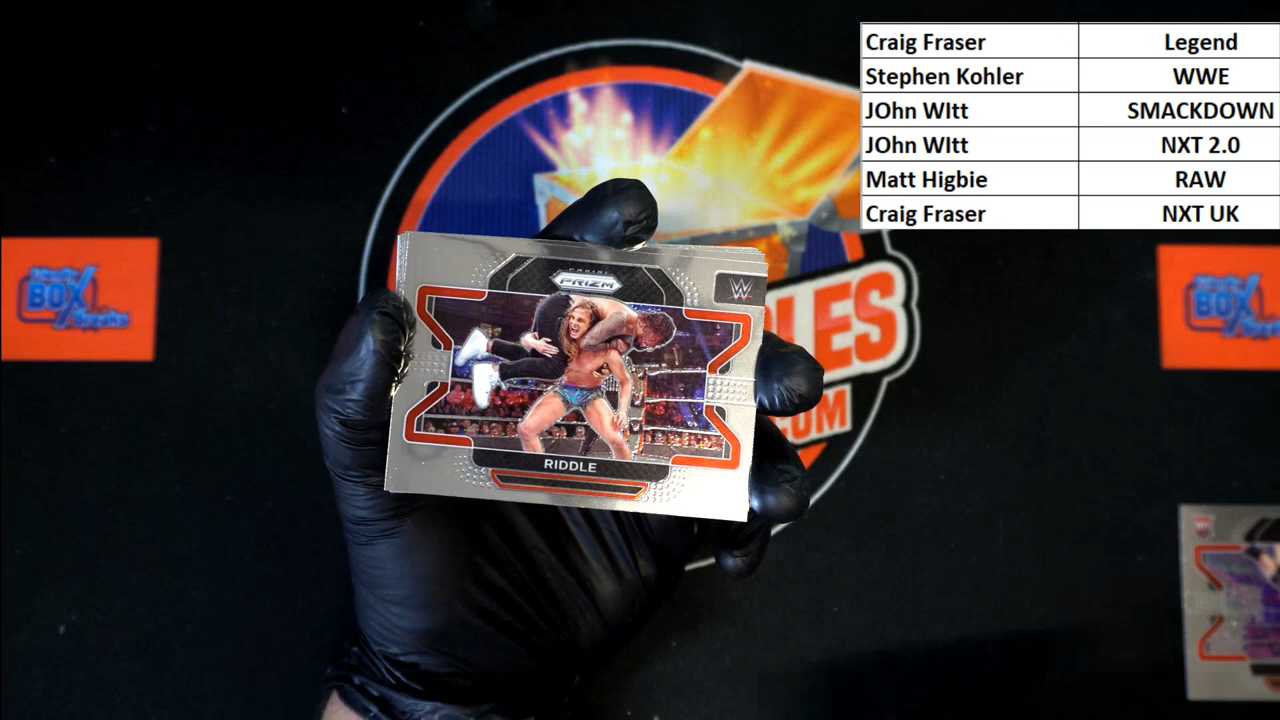 Craig Fraser Legend
Stephen Kohler WWE
JOhn WItt SMACKDOWN
JOhn WItt NXT 2.0
Matt Higbie RAW
Craig Fraser NXT UK
PANINI
PRIZM
W
RIDDLE
LES
.COM
BOX
BOX